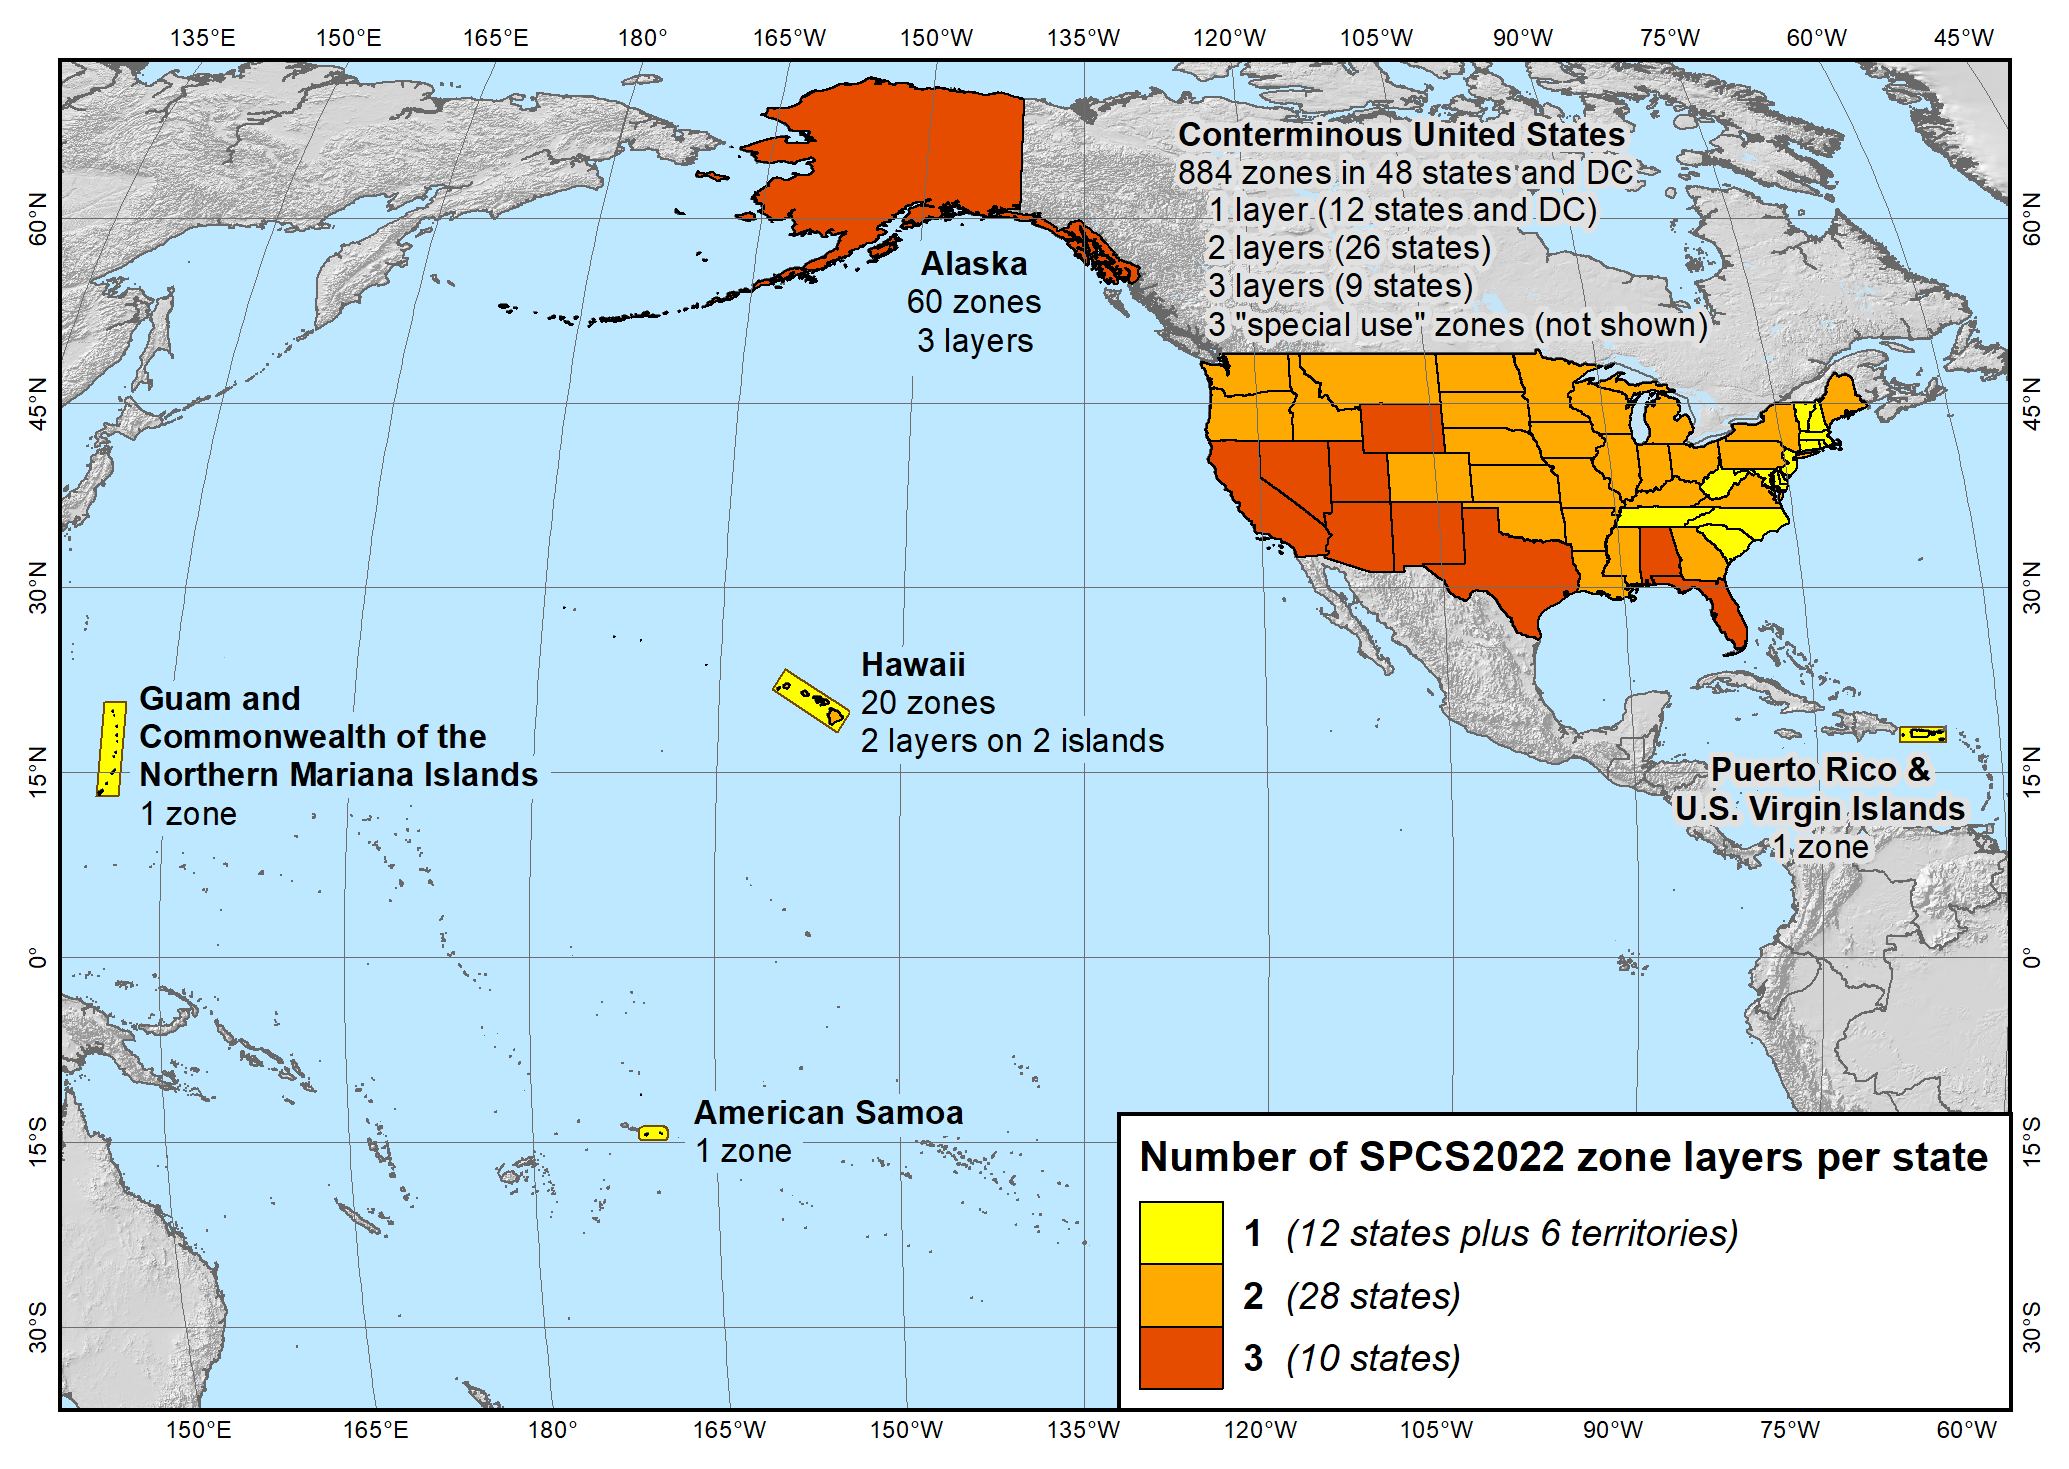 135°E 150°E 165°E 180° 165°W 150°W 135°W 120°W 105°W 90°W 75°W 60°W 45°W
60°N
45°N
30°N
15°N
0°
15°S
30°S
Conterminous United States
884 zones in 48 states and DC
1 layer (12 states and DC)
2 layers (26 states)
3 layers (9 states)
3 "special use" zones (not shown)
Alaska
60 zones
3 layers
Hawaii
20 zones
2 layers on 2 islands
Guam and
Commonwealth of the
Northern Mariana Islands
1 zone
Puerto Rico &
U.S. Virgin Islands
1 zone
American Samoa
1 zone
Number of SPCS2022 zone layers per state
1 (12 states plus 6 territories)
2 (28 states)
3 (10 states)
60°N
45°N
30°N
15°N
0°
15°S
30°S
150°E 165°E 180° 165°W 150°W 135°W 120°W 105°W 90°W 75°W 60°W